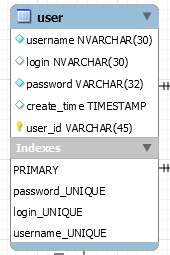 user
username NVARCHAR(30)
login NVARCHAR(30)
password VARCHAR(32)
create_time TIMESTAMP
user_id VARCHAR(45)
Indexes
PRIMARY
password_UNIQUE
login_UNIQUE
username_UNIQUE